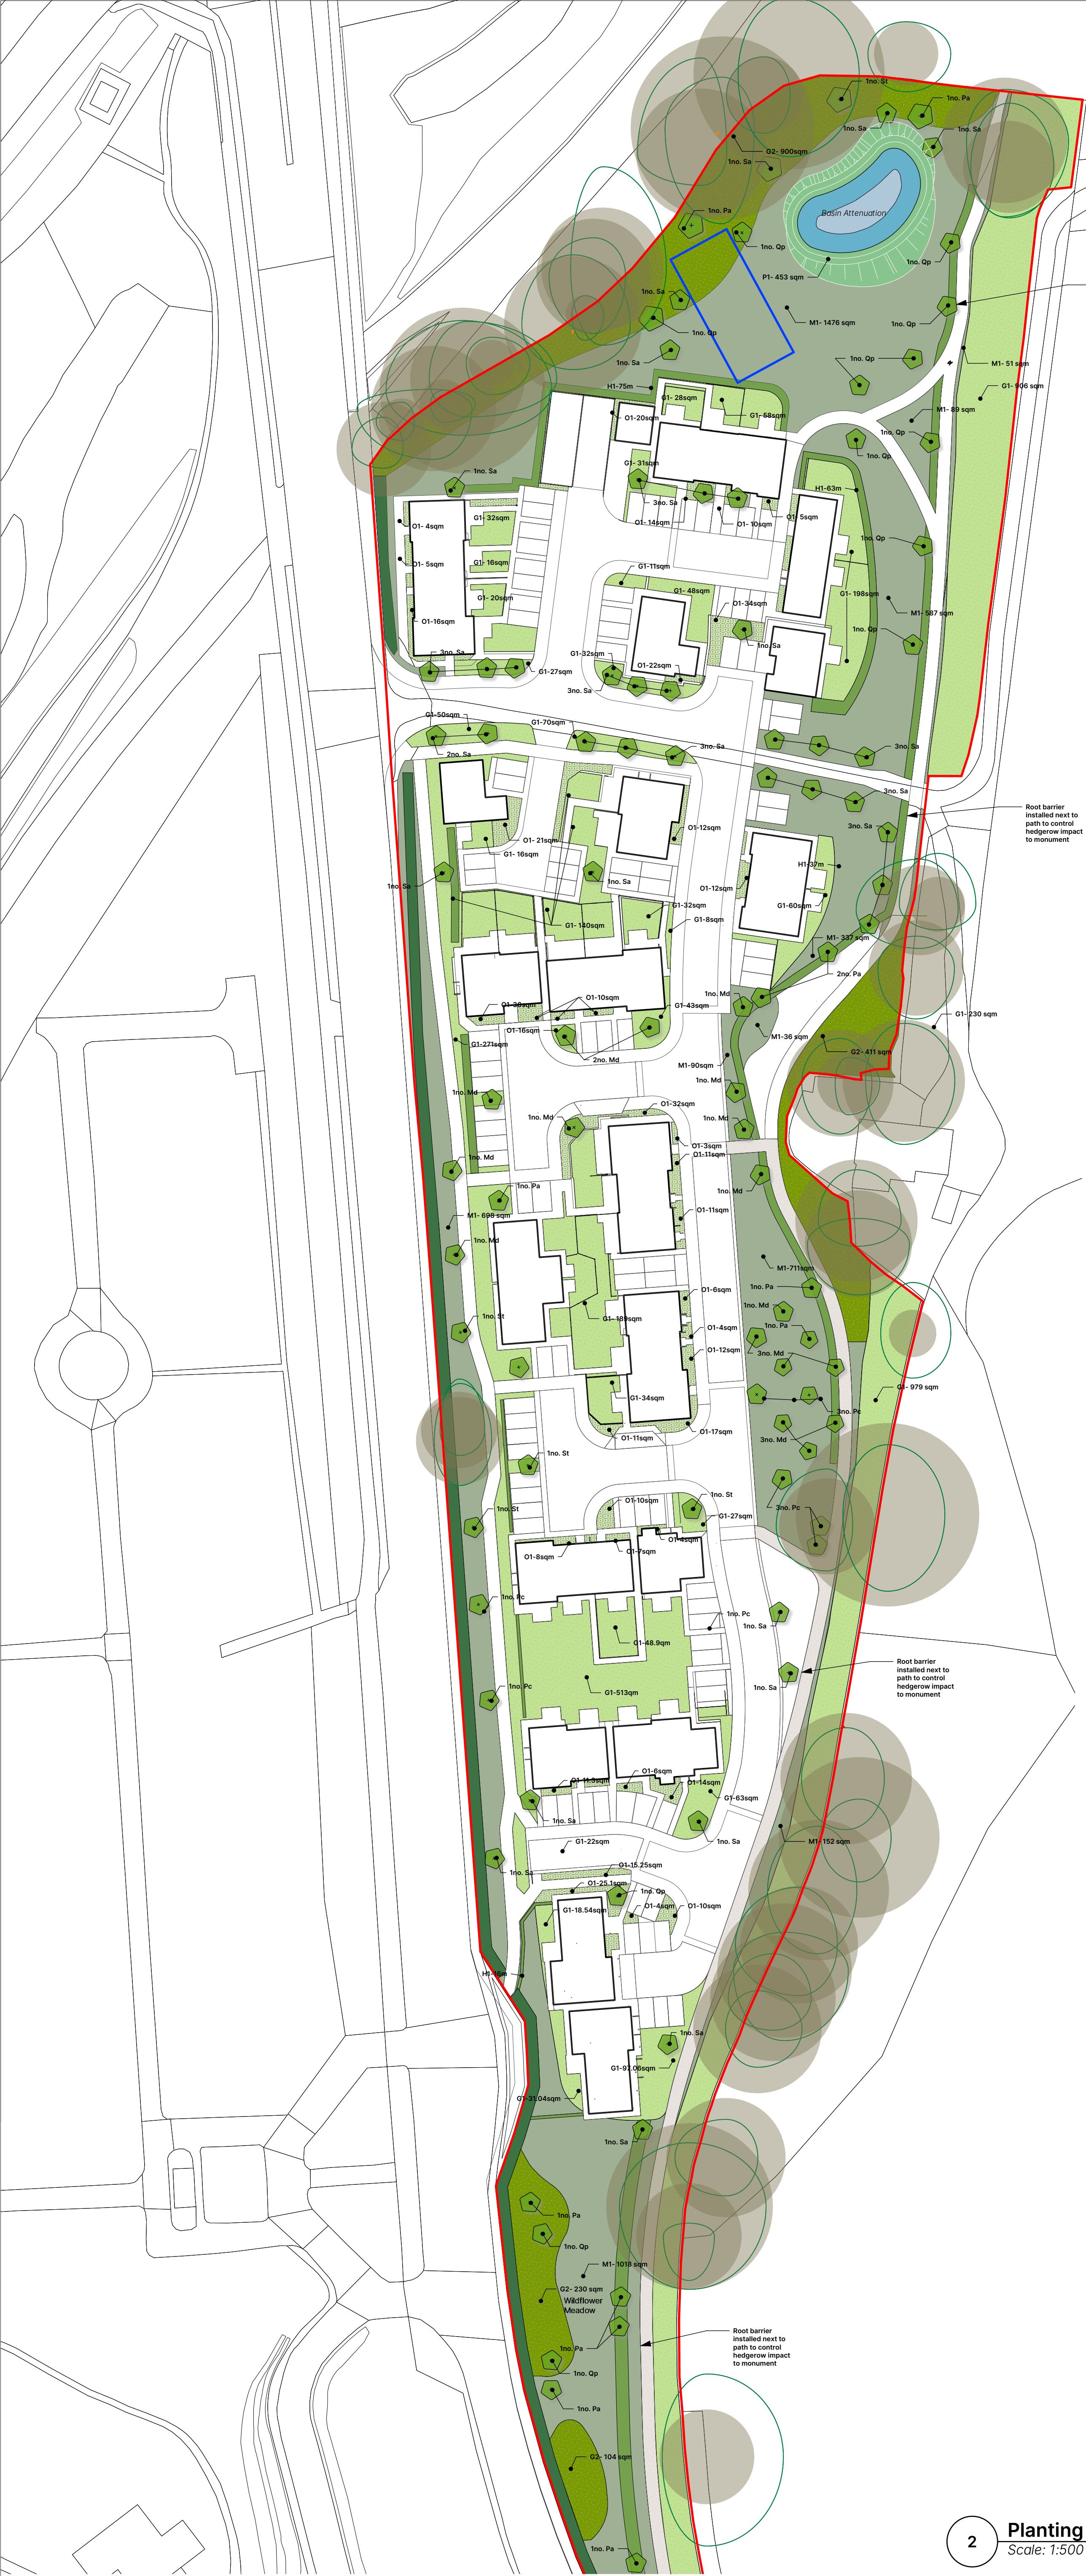 1no. St
1no. Pa
1no. Sa
1no. Sa
G2- 900sqm
1no. Sa
1no. Pa
Basin Attenuation
1no. Qp
1no. Qp
P1- 453 sqm
1no. Sa
M1- 1476 sqm
1no. Qp
1no. Qp
1no. Qp
1no. Sa
M1- 51 sqm
H1-75m
G1- 906 sqm
G1- 28sqm
M1- 89 sqm
O1-20sqm
G1- 58sqm
1no. Qp
1no. Qp
G1- 31sqm
1no. Sa
H1-63m
3no. Sa
O1- 5sqm
O1- 14sqm
O1- 10sqm
G1- 32sqm
O1- 4sqm
1no. Qp
G1- 16sqm
O1- 5sqm
G1-11sqm
G1- 48sqm
G1- 198sqm
G1- 20sqm
O1-34sqm
M1- 587 sqm
O1-16sqm
1no. Qp
1no. Sa
3no. Sa
G1-32sqm
O1-22sqm
G1-27sqm
3no. Sa
G1-50sqm
G1-70sqm
3no. Sa
3no. Sa
2no. Sa
3no. Sa
Root barrier
installed next to
path to control
hedgerow impact
to monument
O1-12sqm
3no. Sa
O1- 21sqm
G1- 16sqm
H1-37m
1no. Sa
1no. Sa
O1-12sqm
G1-32sqm
G1-60sqm
G1-8sqm
G1- 140sqm
M1- 337 sqm
2no. Pa
1no. Md
O1-10sqm
G1-43sqm
G1- 230 sqm
O1-16sqm
M1-36 sqm
G1-271sqm
G2- 411 sqm
2no. Md
M1-90sqm
1no. Md
1no. Md
O1-32sqm
1no. Md
1no. Md
O1-3sqm
O1-11sqm
1no. Md
1no. Pa
1no. Md
O1-11sqm
M1- 698 sqm
1no. Md
M1-711sqm
1no. Pa
O1-6sqm
1no. Md
1no. St
G1- 189sqm
O1-4sqm
1no. Pa
O1-12sqm
3no. Md
G1- 979 sqm
G1-34sqm
3no. Pc
O1-17sqm
O1-11sqm
3no. Md
1no. St
1no. St
O1-10sqm
3no. Pc
1no. St
G1-27sqm
O1-4sqm
O1-7sqm
O1-8sqm
1no. Pc
1no. Pc
1no. Sa
G1-48.9qm
Root barrier
installed next to
path to control
hedgerow impact
to monument
1no. Pc
G1-513qm
1no. Sa
O1-6sqm
O1-14sqm
G1-63sqm
1no. Sa
1no. Sa
G1-22sqm
M1- 152 sqm
O1-15.25sqm
1no. Sa
O1-25.1sqm
1no. Qp
O1-4sqm
O1-10sqm
G1-18.54sqm
1no. Sa
G1-97.06sqm
G1-31.04sqm
1no. Sa
1no. Pa
1no. Qp
M1- 1018 sqm
G2- 230 sqm
Wildflower
Meadow
Root barrier
installed next to
path to control
hedgerow impact
to monument
1no. Pa
1no. Qp
1no. Pa
G2- 104 sqm
2
Planting
Scale: 1:500
1no. Pa